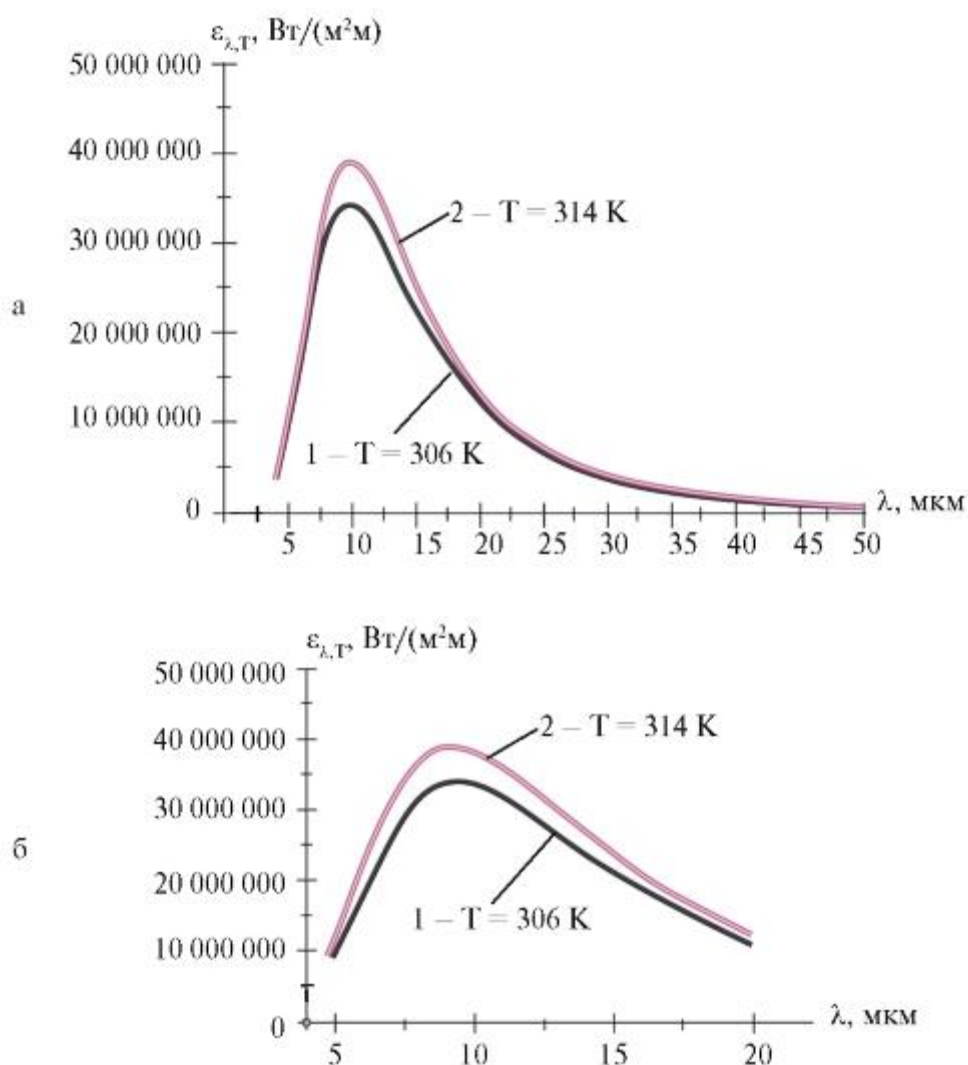 ε_λ,T, Вт/(м²м)
50 000 000
40 000 000
30 000 000
20 000 000
10 000 000
0
2 – T = 314 K
1 – T = 306 K
а
5 10 15 20 25 30 35 40 45 50
λ, мкм
ε_λ,T, Вт/(м²м)
50 000 000
40 000 000
30 000 000
20 000 000
10 000 000
0
2 – T = 314 K
1 – T = 306 K
б
5 10 15 20
λ, мкм